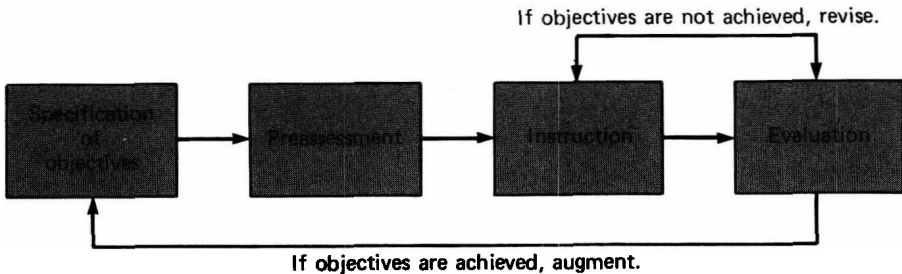 If objectives are not achieved, revise.
Specification
of
objectives
Preassessment
Instruction
Evaluation
If objectives are achieved, augment.